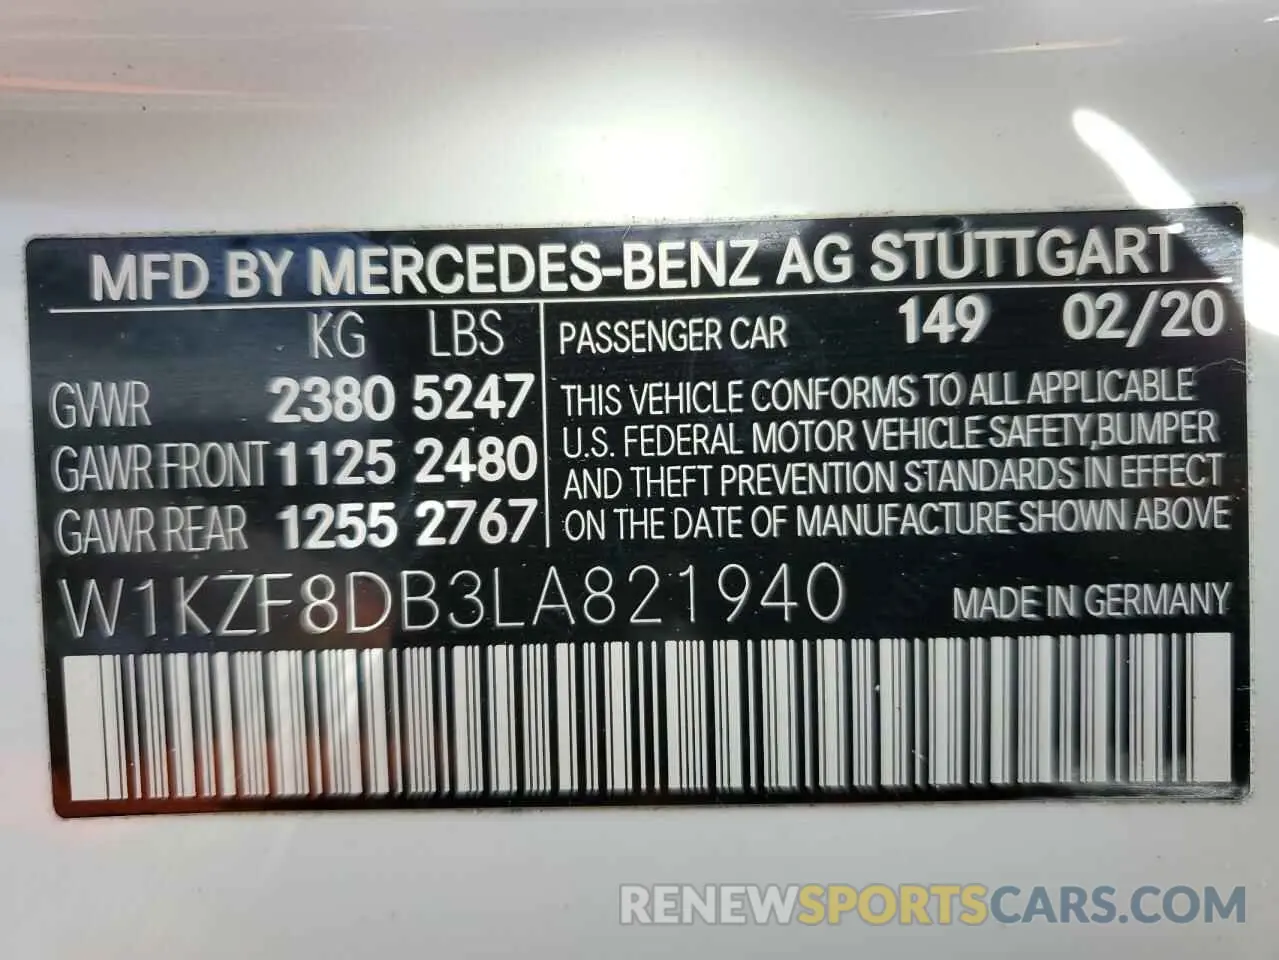 MFD BY MERCEDES-BENZ AG STUTTGART
KG LBS
GVWR 2380 5247
GAWR FRONT 1125 2480
GAWR REAR 1255 2767
PASSENGER CAR 149 02/20
THIS VEHICLE CONFORMS TO ALL APPLICABLE
U.S. FEDERAL MOTOR VEHICLE SAFETY,BUMPER
AND THEFT PREVENTION STANDARDS IN EFFECT
ON THE DATE OF MANUFACTURE SHOWN ABOVE
W1KZF8DB3LA821940
MADE IN GERMANY
RENEWSPORTSCARS.COM